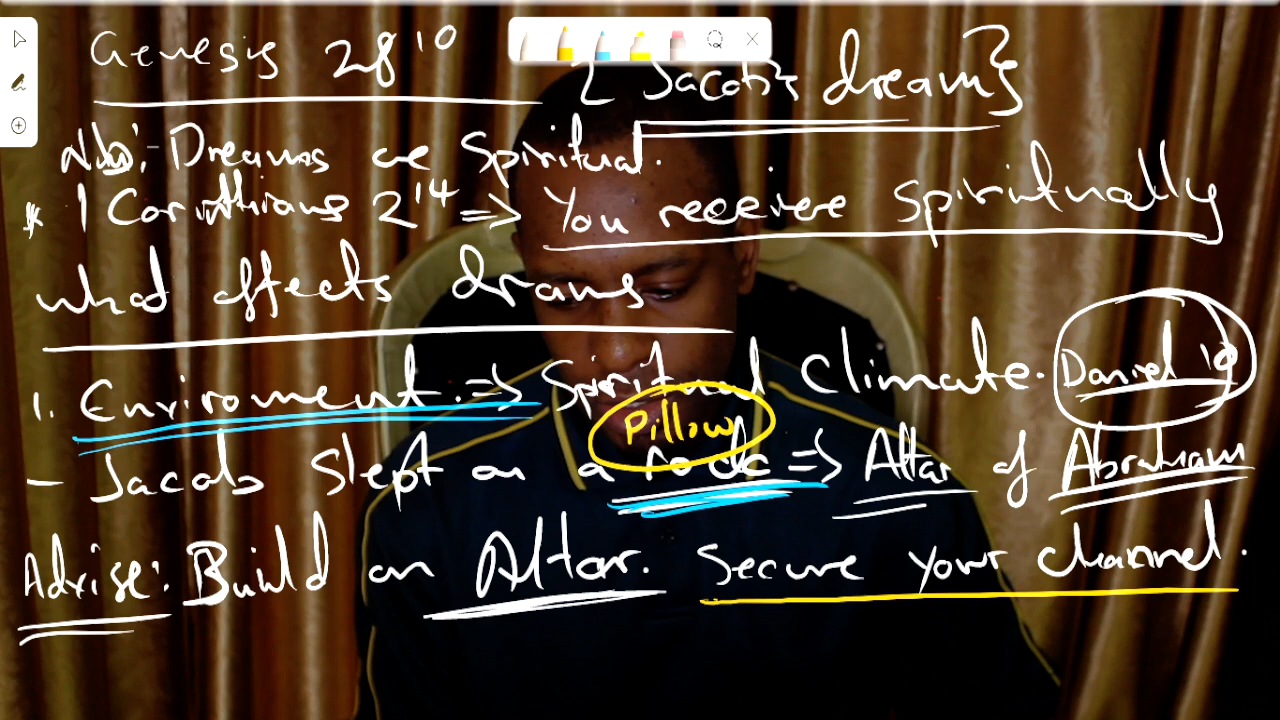 Genesis 28¹⁰ { Jacob's dream}
Nb:- Dreams are Spiritual.
* 1 Corinthians 2¹⁴ => You receive spiritually
what affects drams
1. Enviroment. => Spiritual Climate. Daniel 10
Pillow
- Jacob Slept on a rock => Altar of Abraham
Advise: Build an Altar. Secure your channel.